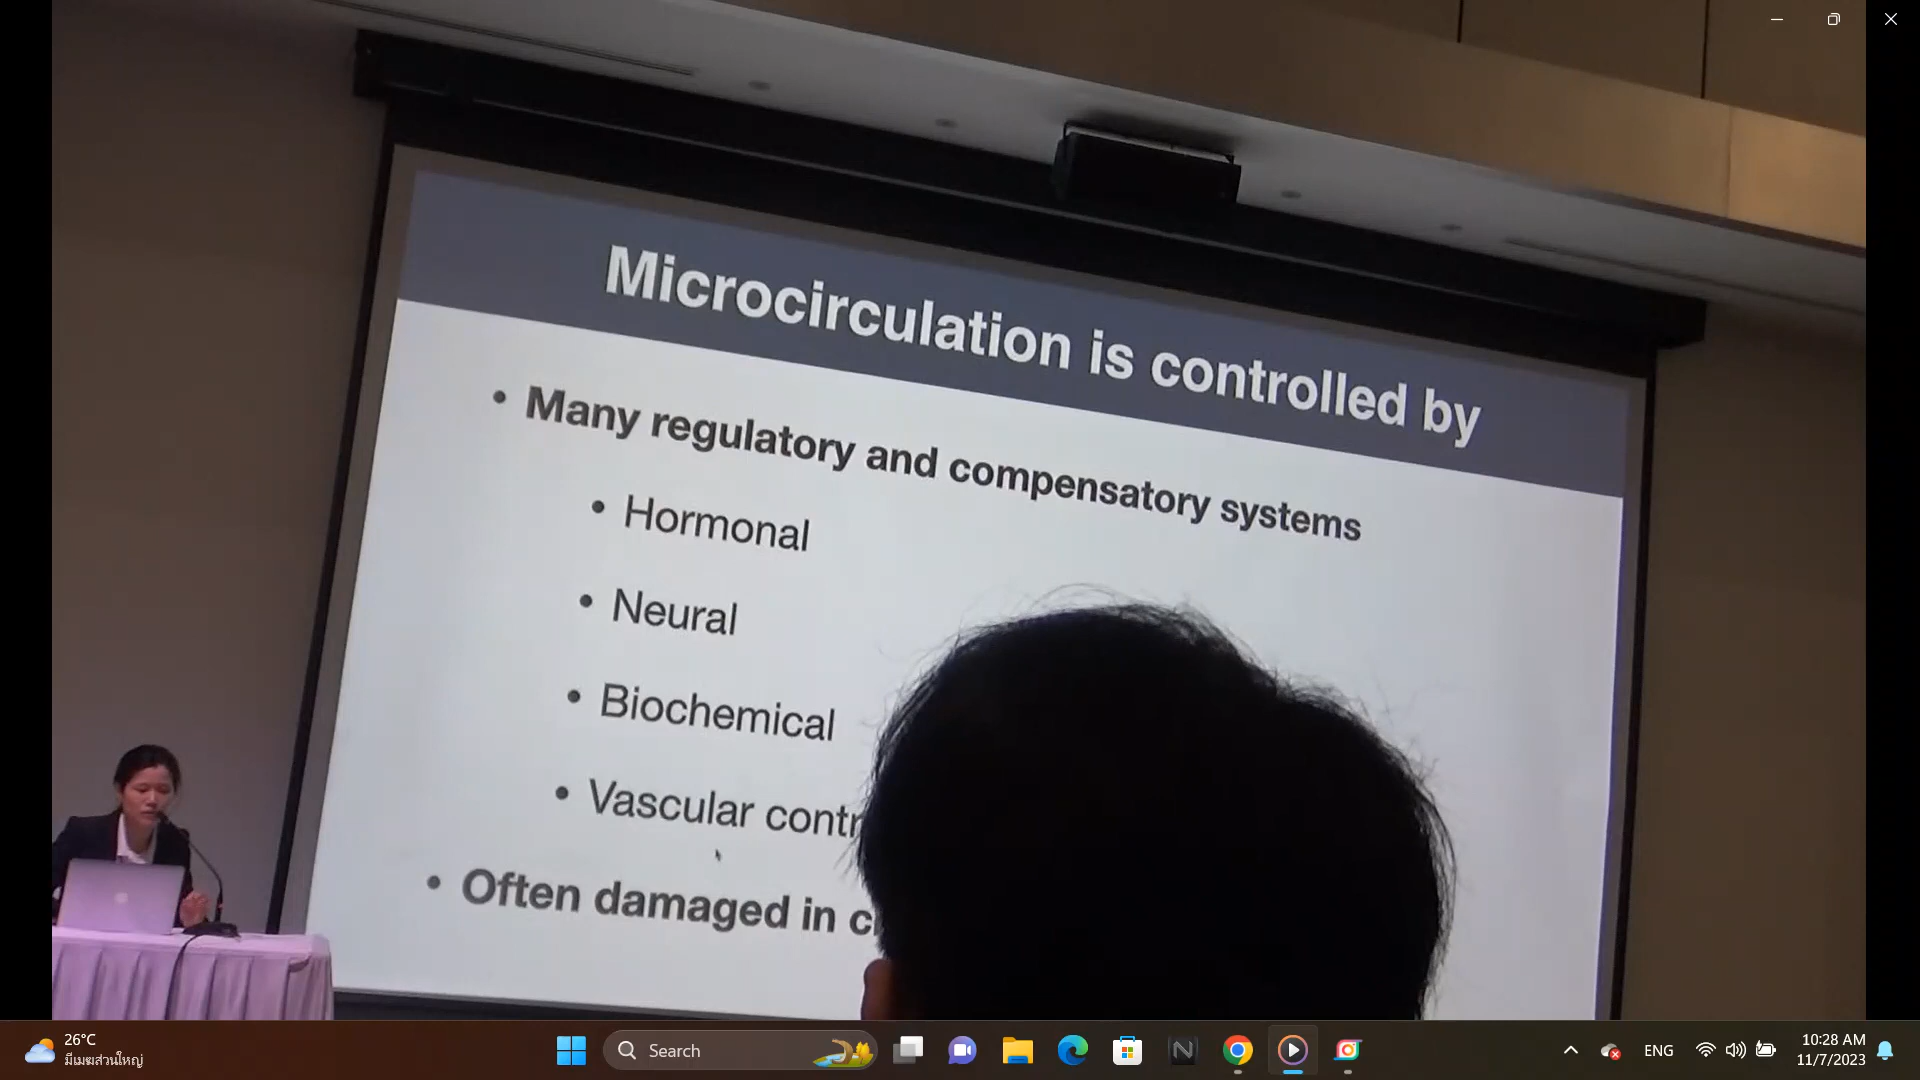 Microcirculation is controlled by
• Many regulatory and compensatory systems
• Hormonal
• Neural
• Biochemical
• Vascular
• Often damaged in
26°C
มีเมฆส่วนใหญ่
Search
ENG
10:28 AM
11/7/2023